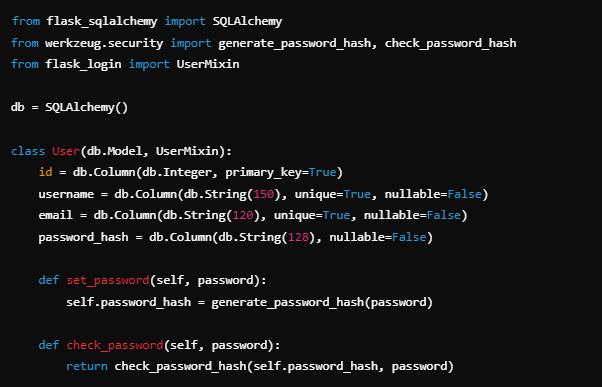 from flask_sqlalchemy import SQLAlchemy
from werkzeug.security import generate_password_hash, check_password_hash
from flask_login import UserMixin

db = SQLAlchemy()

class User(db.Model, UserMixin):
    id = db.Column(db.Integer, primary_key=True)
    username = db.Column(db.String(150), unique=True, nullable=False)
    email = db.Column(db.String(120), unique=True, nullable=False)
    password_hash = db.Column(db.String(128), nullable=False)

    def set_password(self, password):
        self.password_hash = generate_password_hash(password)

    def check_password(self, password):
        return check_password_hash(self.password_hash, password)